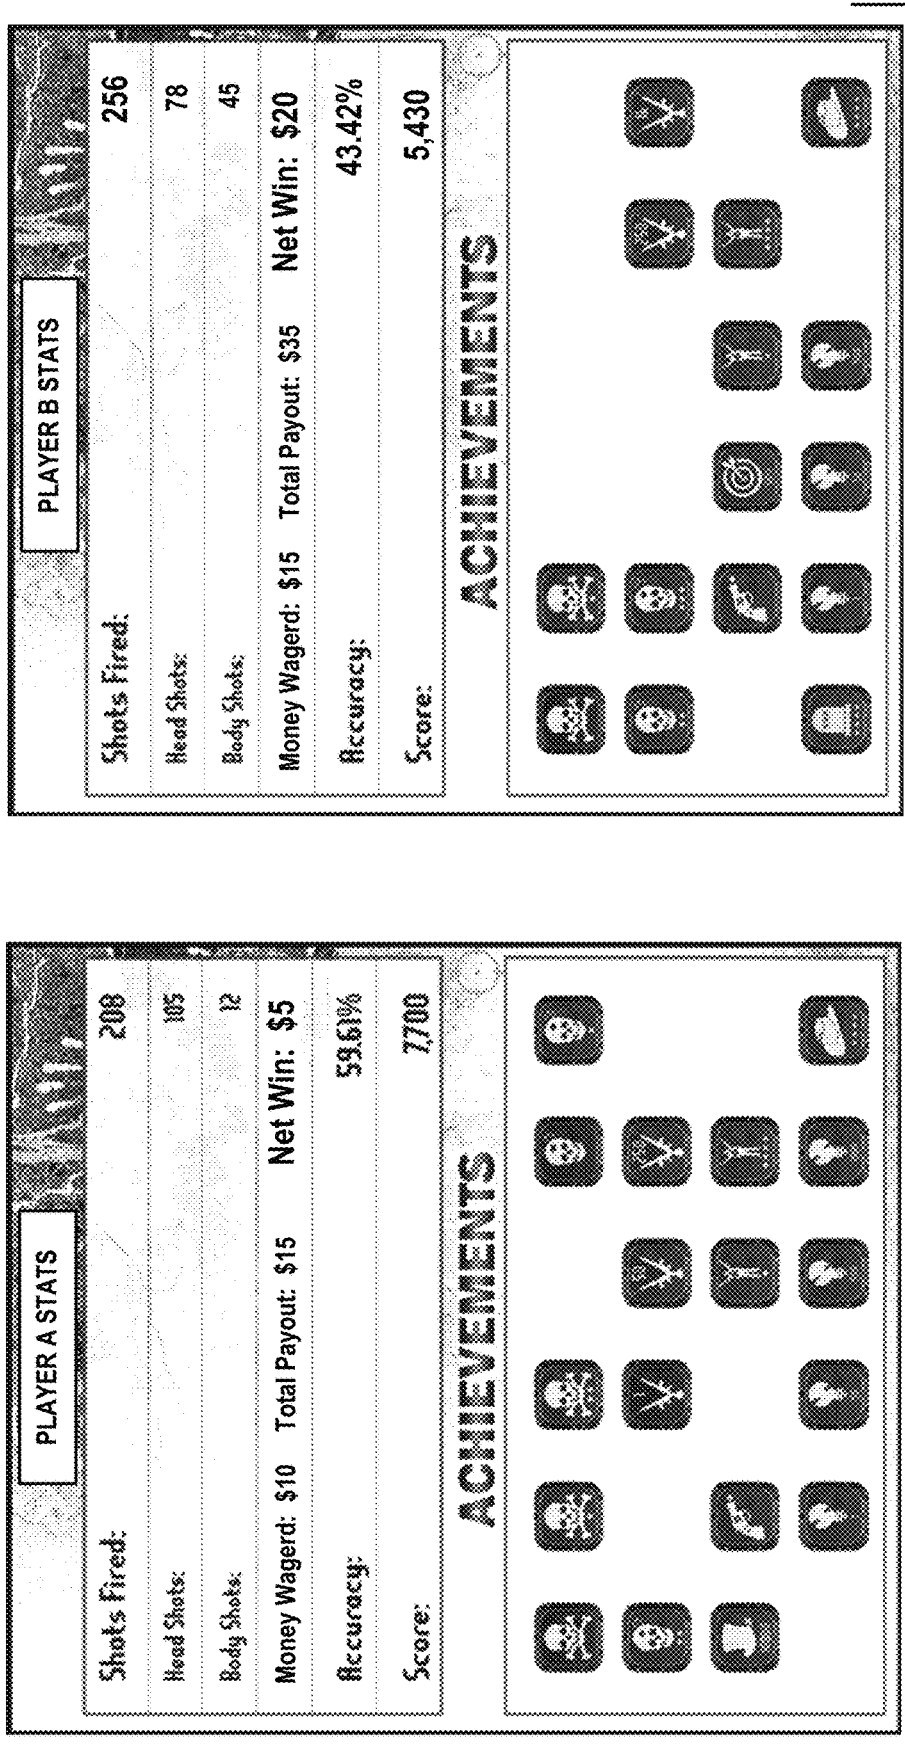 PLAYER A STATS
Shots Fired: 208
Head Shots: 105
Body Shots: 12
Money Wagerd: $10 Total Payout: $15 Net Win: $5
Accuracy: 59.61%
Score: 7,700
ACHIEVEMENTS
PLAYER B STATS
Shots Fired: 256
Head Shots: 78
Body Shots: 45
Money Wagerd: $15 Total Payout: $35 Net Win: $20
Accuracy: 43.42%
Score: 5,430
ACHIEVEMENTS